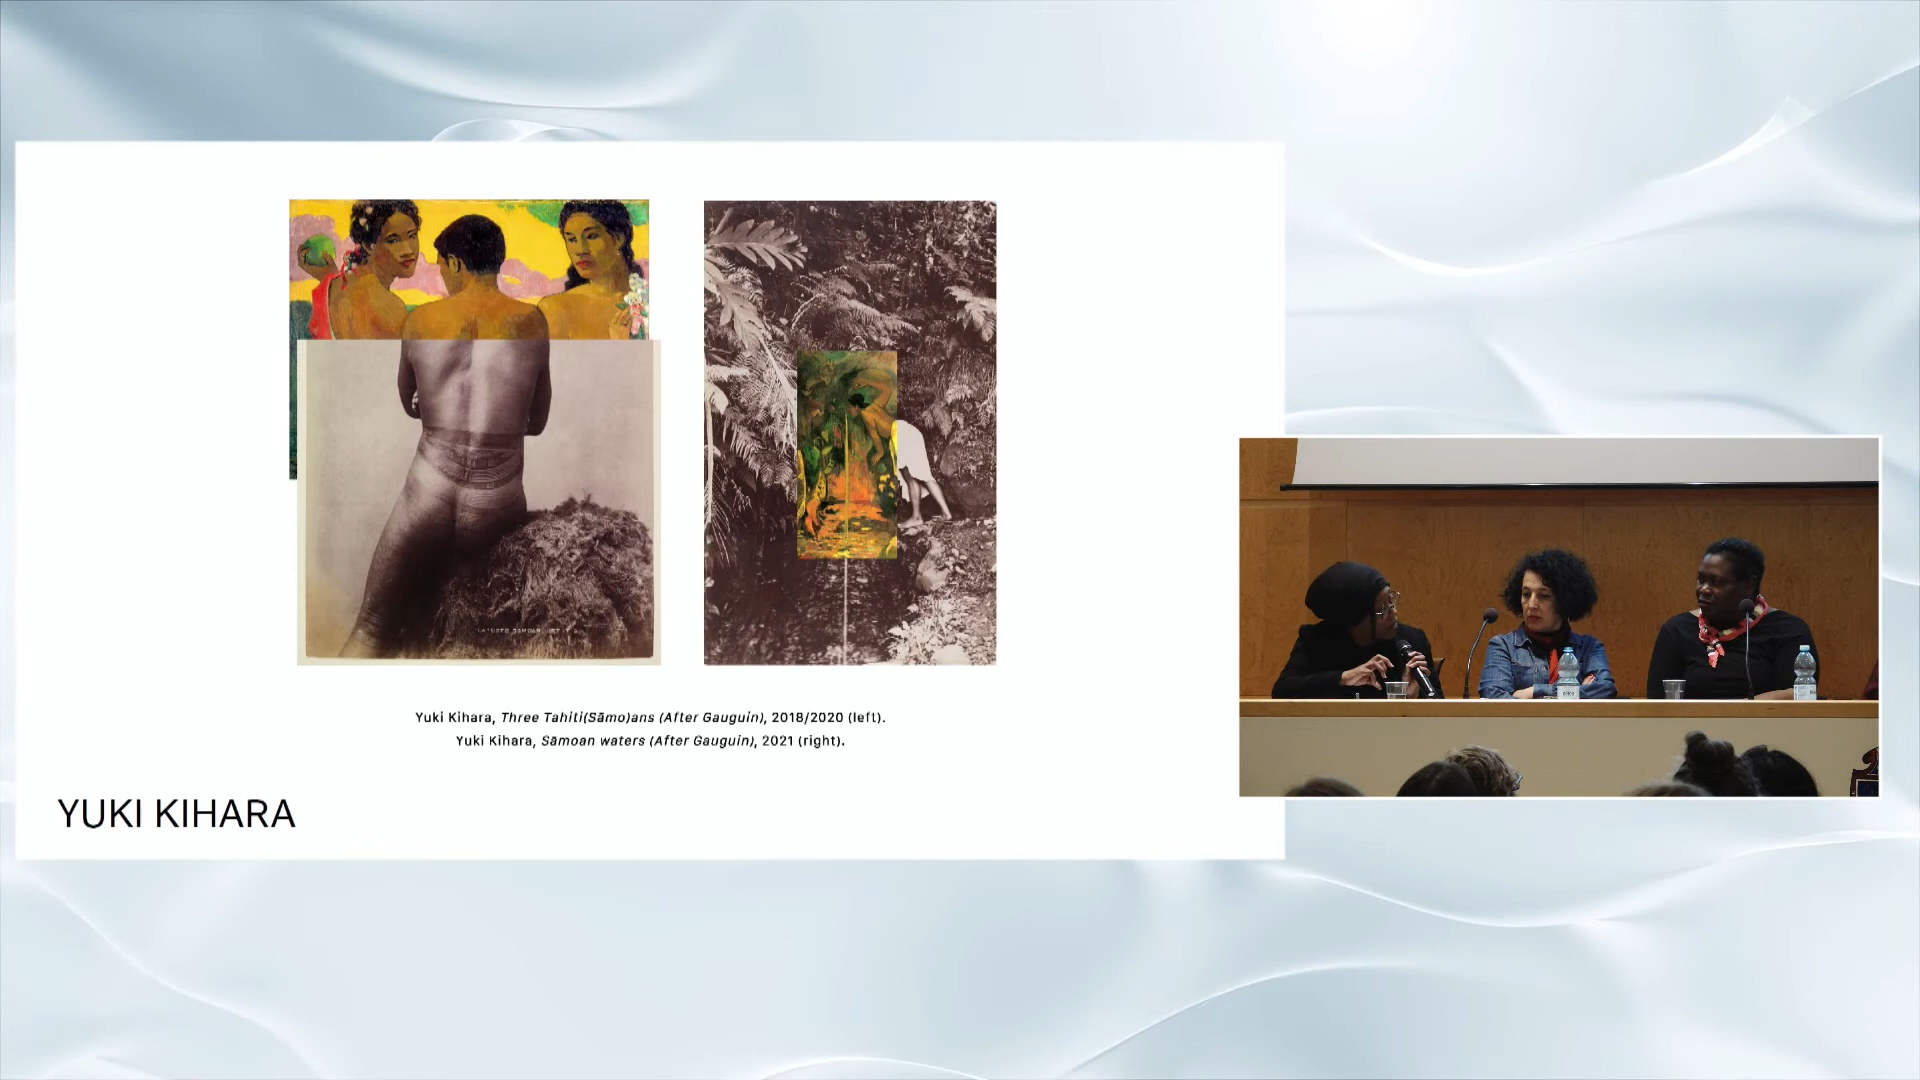 Yuki Kihara, Three Tahiti(Sāmo)ans (After Gauguin), 2018/2020 (left).
Yuki Kihara, Sāmoan waters (After Gauguin), 2021 (right).
YUKI KIHARA